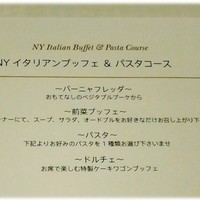 NY Italian Buffet & Pasta Course
NY イタリアンブッフェ & パスタコース
～バーニャフレッダ～
おもてなしのベジタブルブーケから
～前菜ブッフェ～
ーナーにて、スープ、サラダ、オードブルをお好きなだけお召し上がり下
～パスタ～
下記よりお好みのパスタを1種類お選び下さいませ
～ドルチェ～
お席で楽しむ特製ケーキワゴンブッフェ